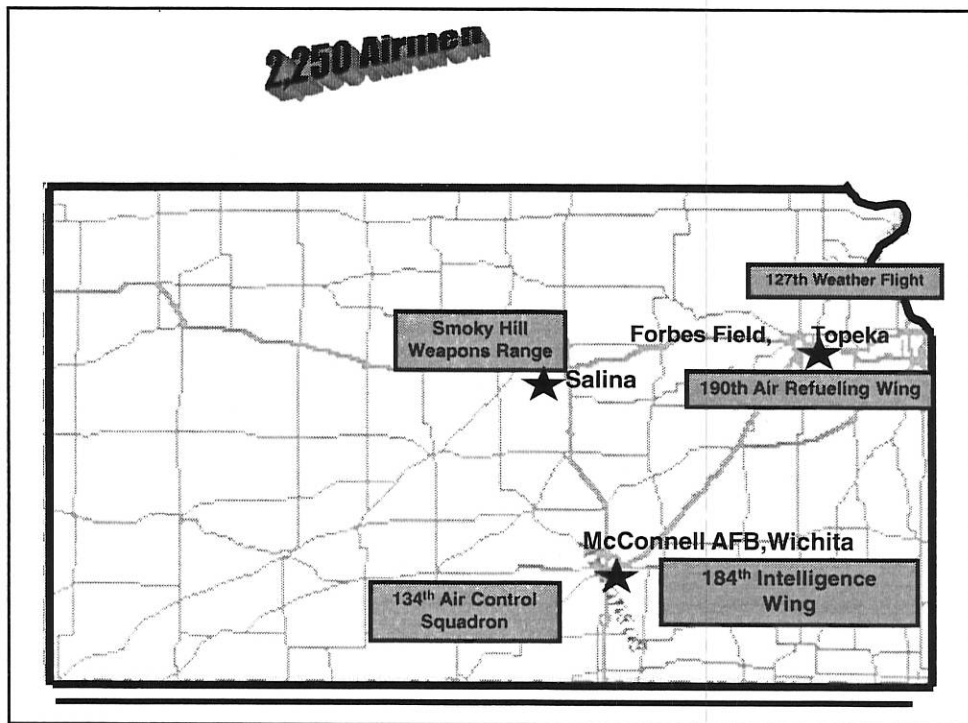 2,250 Airmen
127th Weather Flight
Smoky Hill
Weapons Range
Forbes Field, Topeka
Salina
190th Air Refueling Wing
McConnell AFB,Wichita
184th Intelligence
Wing
134th Air Control
Squadron